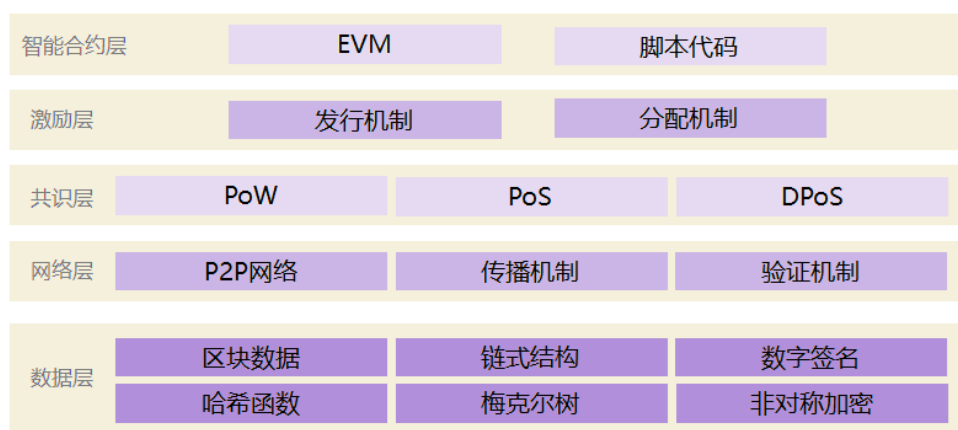 智能合约层 EVM 脚本代码
激励层 发行机制 分配机制
共识层 PoW PoS DPoS
网络层 P2P网络 传播机制 验证机制
数据层 区块数据 链式结构 数字签名
哈希函数 梅克尔树 非对称加密